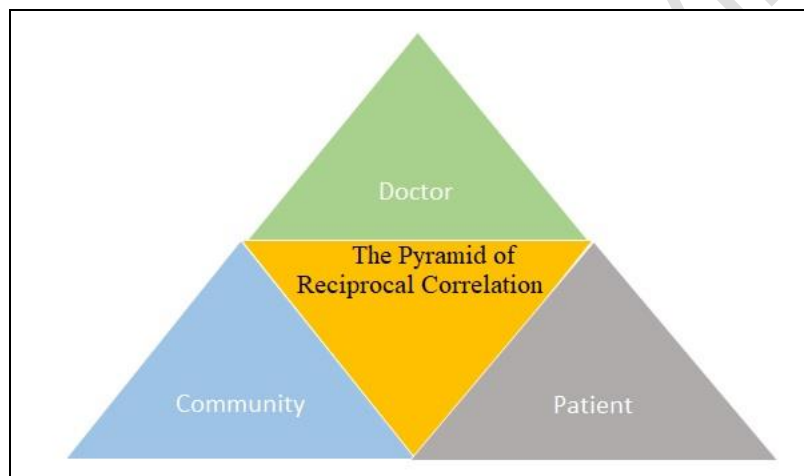 Doctor
The Pyramid of
Reciprocal Correlation
Community
Patient